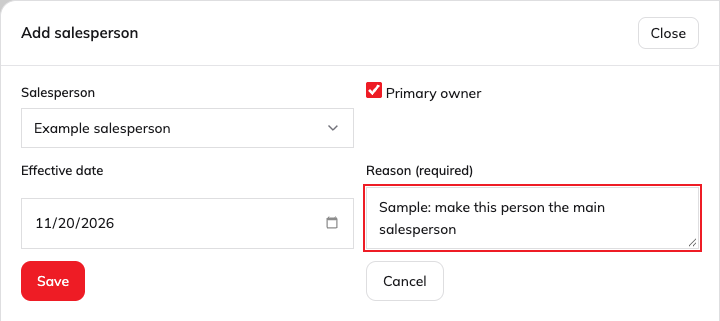 Add salesperson
Close
Salesperson
Primary owner
Example salesperson
Effective date
Reason (required)
11/20/2026
Sample: make this person the main
salesperson
Save
Cancel